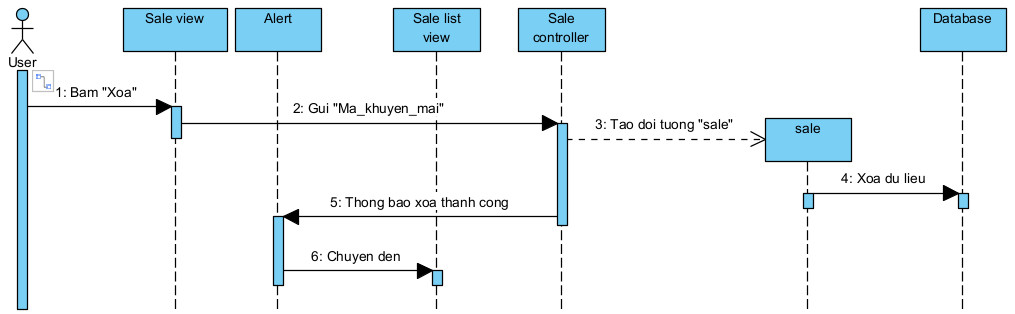 Sale view
Alert
Sale list
view
Sale
controller
Database
User
1: Bam "Xoa"
2: Gui "Ma_khuyen_mai"
3: Tao doi tuong "sale"
sale
4: Xoa du lieu
5: Thong bao xoa thanh cong
6: Chuyen den